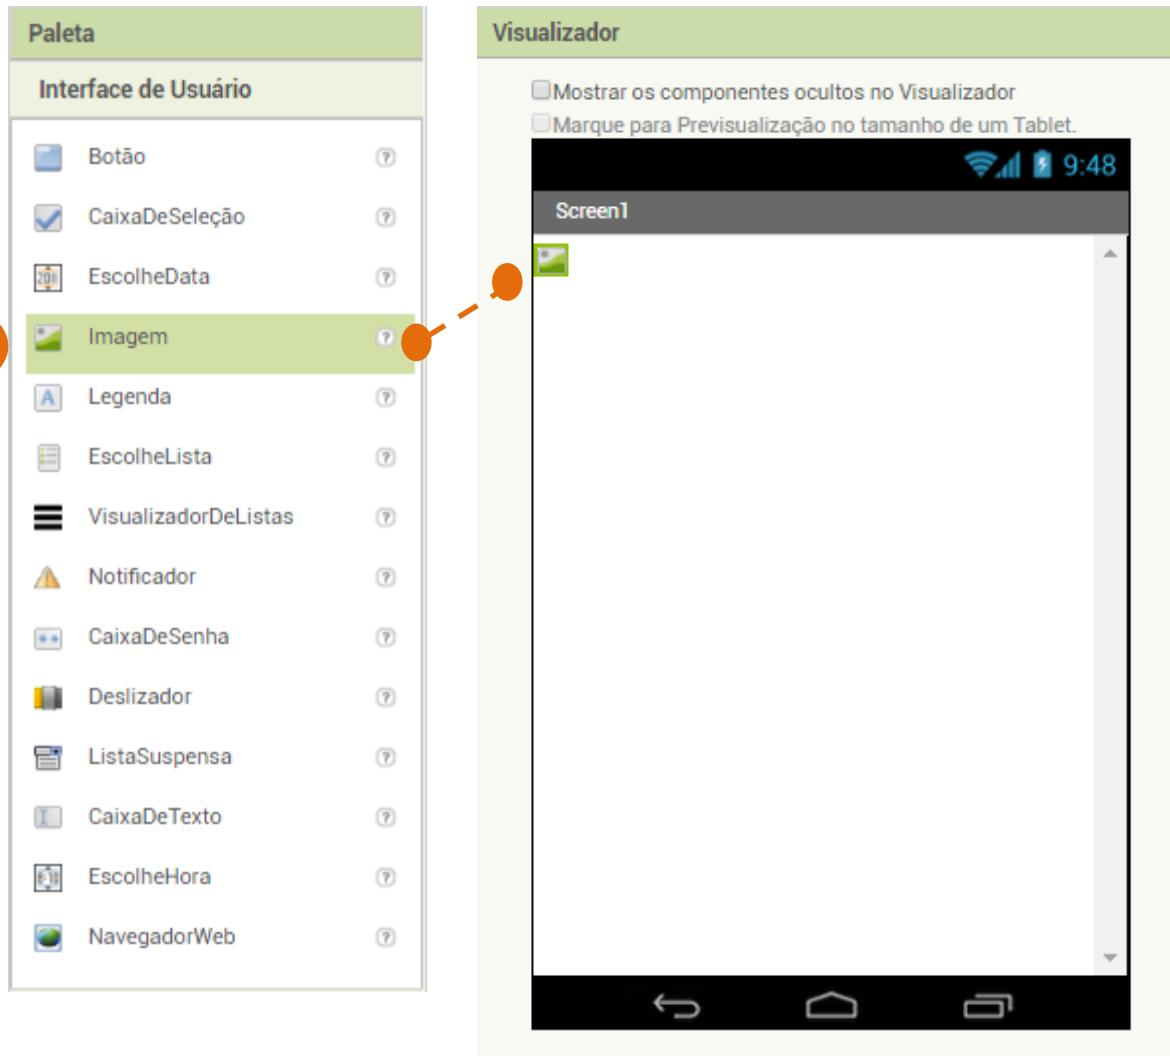 Paleta
Interface de Usuário
Botão
CaixaDeSeleção
EscolheData
Imagem
Legenda
EscolheLista
VisualizadorDeListas
Notificador
CaixaDeSenha
Deslizador
ListaSuspensa
CaixaDeTexto
EscolheHora
NavegadorWeb
Visualizador
Mostrar os componentes ocultos no Visualizador
Marque para Previsualização no tamanho de um Tablet.
9:48
Screen1